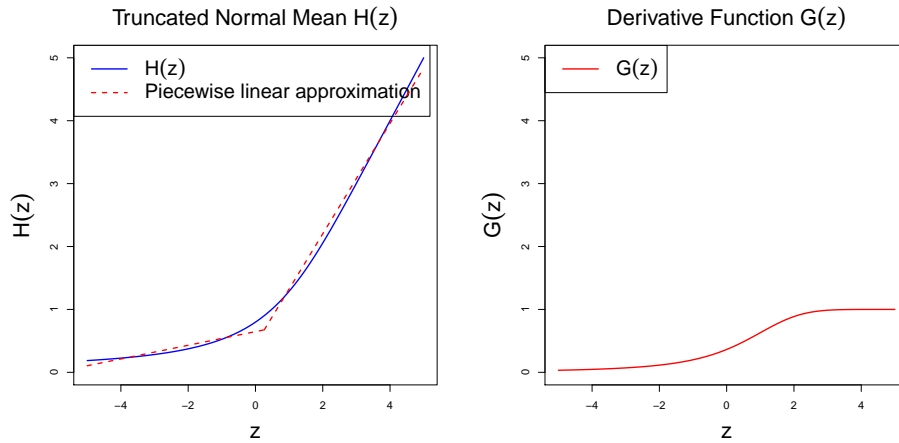 Truncated Normal Mean H(z)
H(z)
Piecewise linear approximation
H(z)
0
1
2
3
4
5
−4
−2
0
2
4
z
Derivative Function G(z)
G(z)
G(z)
0
1
2
3
4
5
−4
−2
0
2
4
z